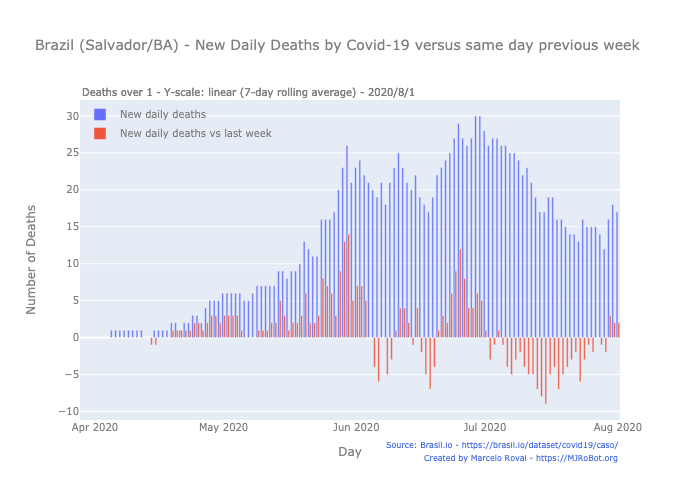 Brazil (Salvador/BA) - New Daily Deaths by Covid-19 versus same day previous week
Deaths over 1 - Y-scale: linear (7-day rolling average) - 2020/8/1
New daily deaths
New daily deaths vs last week
Number of Deaths
30
25
20
15
10
5
0
−5
−10
Apr 2020 May 2020 Jun 2020 Jul 2020 Aug 2020
Day
Source: Brasil.io - https://brasil.io/dataset/covid19/caso/
Created by Marcelo Rovai - https://MJRoBot.org